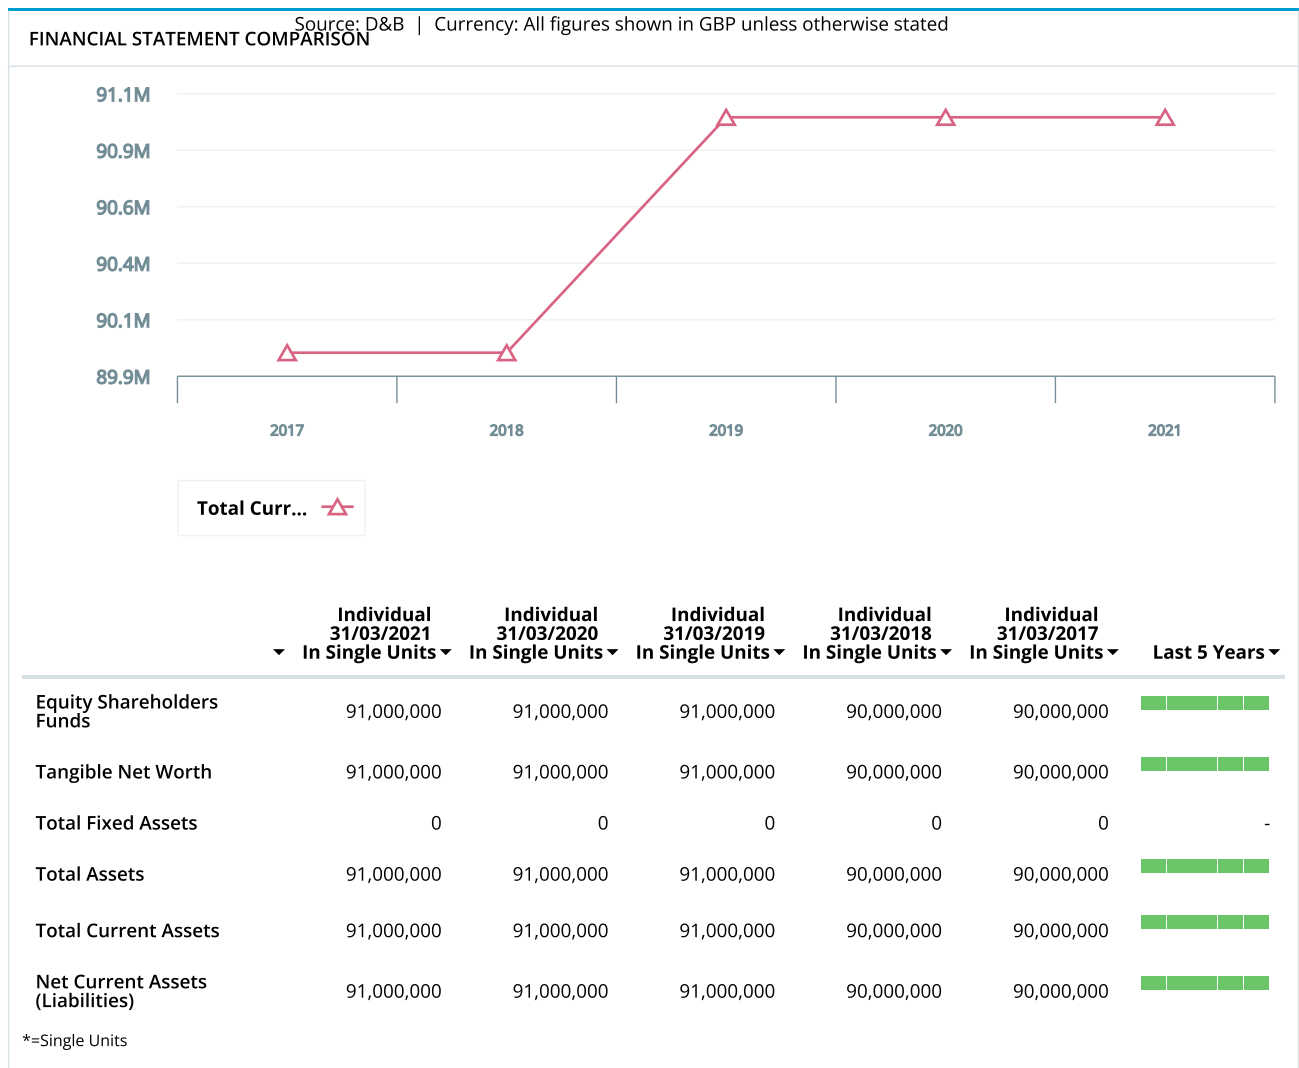 Source: D&B | Currency: All figures shown in GBP unless otherwise stated
FINANCIAL STATEMENT COMPARISON
91.1M
90.9M
90.6M
90.4M
90.1M
89.9M
2017 2018 2019 2020 2021
Total Curr...
Individual Individual Individual Individual Individual
31/03/2021 31/03/2020 31/03/2019 31/03/2018 31/03/2017
In Single Units In Single Units In Single Units In Single Units In Single Units Last 5 Years
Equity Shareholders
Funds 91,000,000 91,000,000 91,000,000 90,000,000 90,000,000
Tangible Net Worth 91,000,000 91,000,000 91,000,000 90,000,000 90,000,000
Total Fixed Assets 0 0 0 0 0 -
Total Assets 91,000,000 91,000,000 91,000,000 90,000,000 90,000,000
Total Current Assets 91,000,000 91,000,000 91,000,000 90,000,000 90,000,000
Net Current Assets
(Liabilities) 91,000,000 91,000,000 91,000,000 90,000,000 90,000,000
*=Single Units